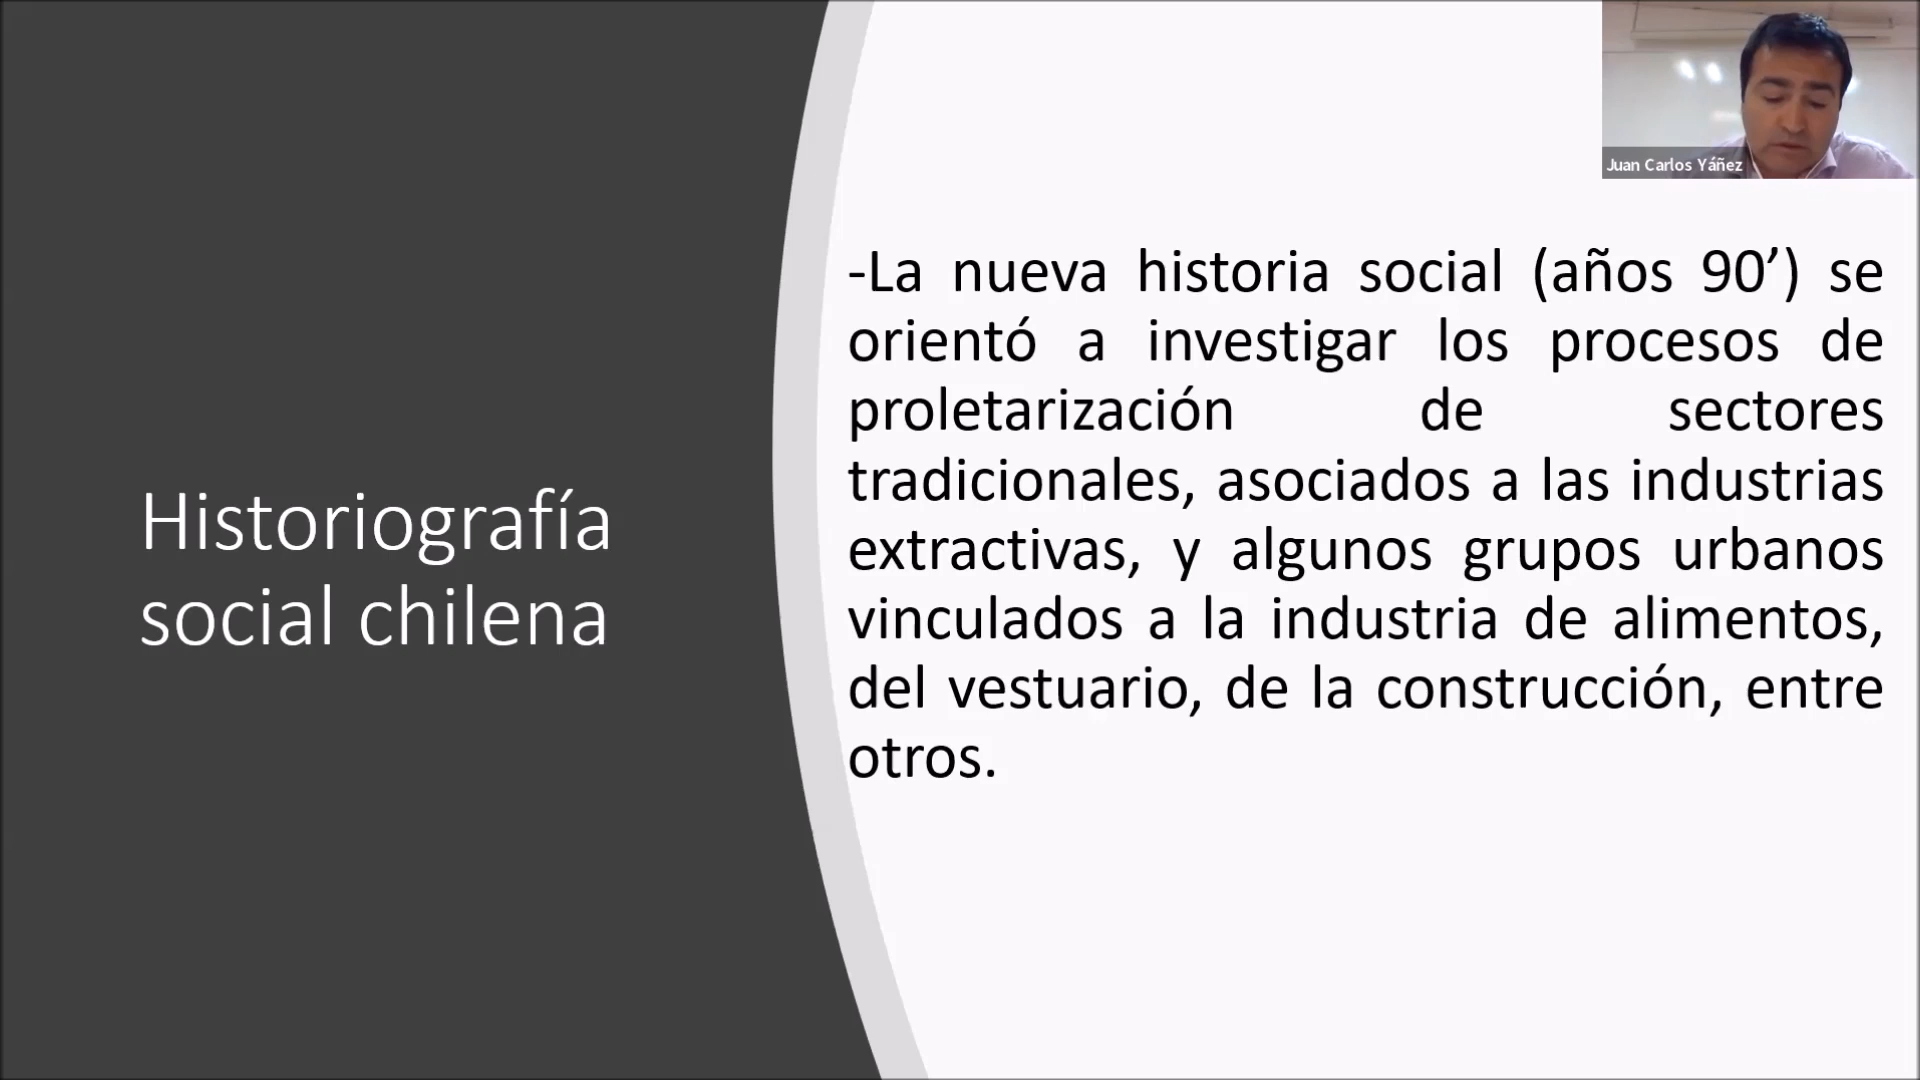 Juan Carlos Yáñez
Historiografía
social chilena
-La nueva historia social (años 90’) se
orientó a investigar los procesos de
proletarización de sectores
tradicionales, asociados a las industrias
extractivas, y algunos grupos urbanos
vinculados a la industria de alimentos,
del vestuario, de la construcción, entre
otros.